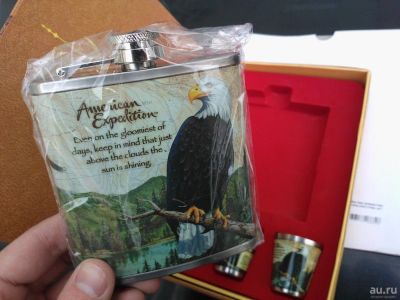 American
Expedition
Even on the gloomiest of
days, keep in mind that just
above the clouds the
sun is shining.
au.ru